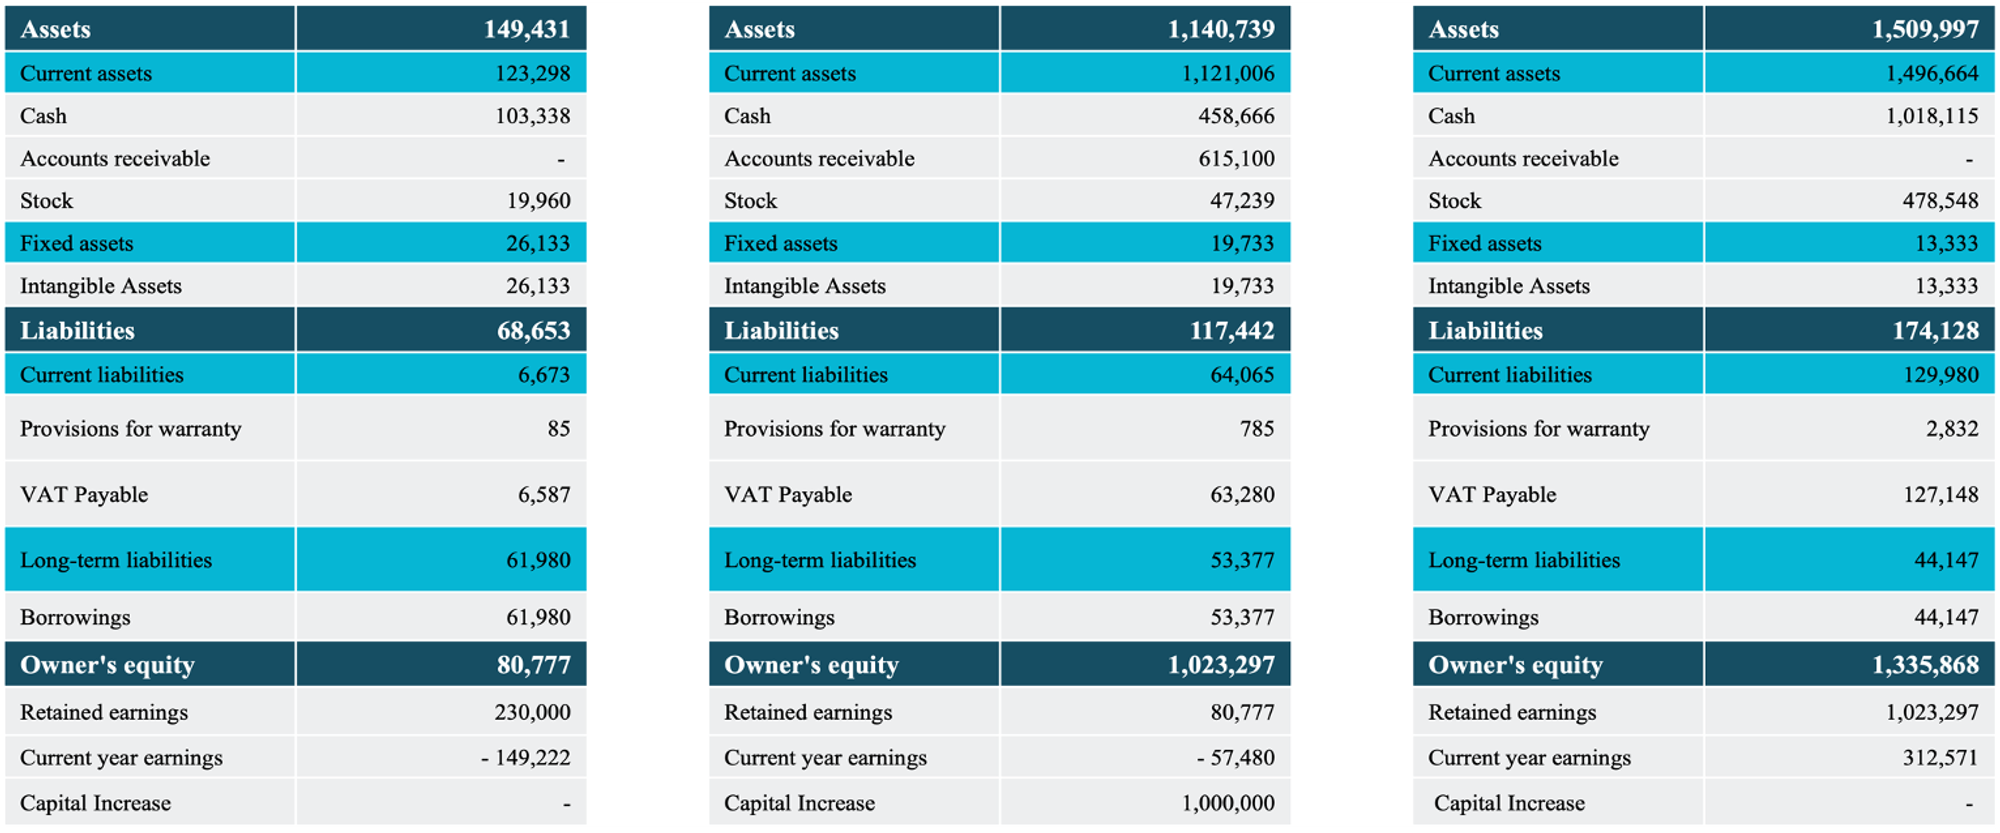 Assets 149,431
Current assets 123,298
Cash 103,338
Accounts receivable -
Stock 19,960
Fixed assets 26,133
Intangible Assets 26,133
Liabilities 68,653
Current liabilities 6,673
Provisions for warranty 85
VAT Payable 6,587
Long-term liabilities 61,980
Borrowings 61,980
Owner's equity 80,777
Retained earnings 230,000
Current year earnings - 149,222
Capital Increase -
Assets 1,140,739
Current assets 1,121,006
Cash 458,666
Accounts receivable 615,100
Stock 47,239
Fixed assets 19,733
Intangible Assets 19,733
Liabilities 117,442
Current liabilities 64,065
Provisions for warranty 785
VAT Payable 63,280
Long-term liabilities 53,377
Borrowings 53,377
Owner's equity 1,023,297
Retained earnings 80,777
Current year earnings - 57,480
Capital Increase 1,000,000
Assets 1,509,997
Current assets 1,496,664
Cash 1,018,115
Accounts receivable -
Stock 478,548
Fixed assets 13,333
Intangible Assets 13,333
Liabilities 174,128
Current liabilities 129,980
Provisions for warranty 2,832
VAT Payable 127,148
Long-term liabilities 44,147
Borrowings 44,147
Owner's equity 1,335,868
Retained earnings 1,023,297
Current year earnings 312,571
Capital Increase -